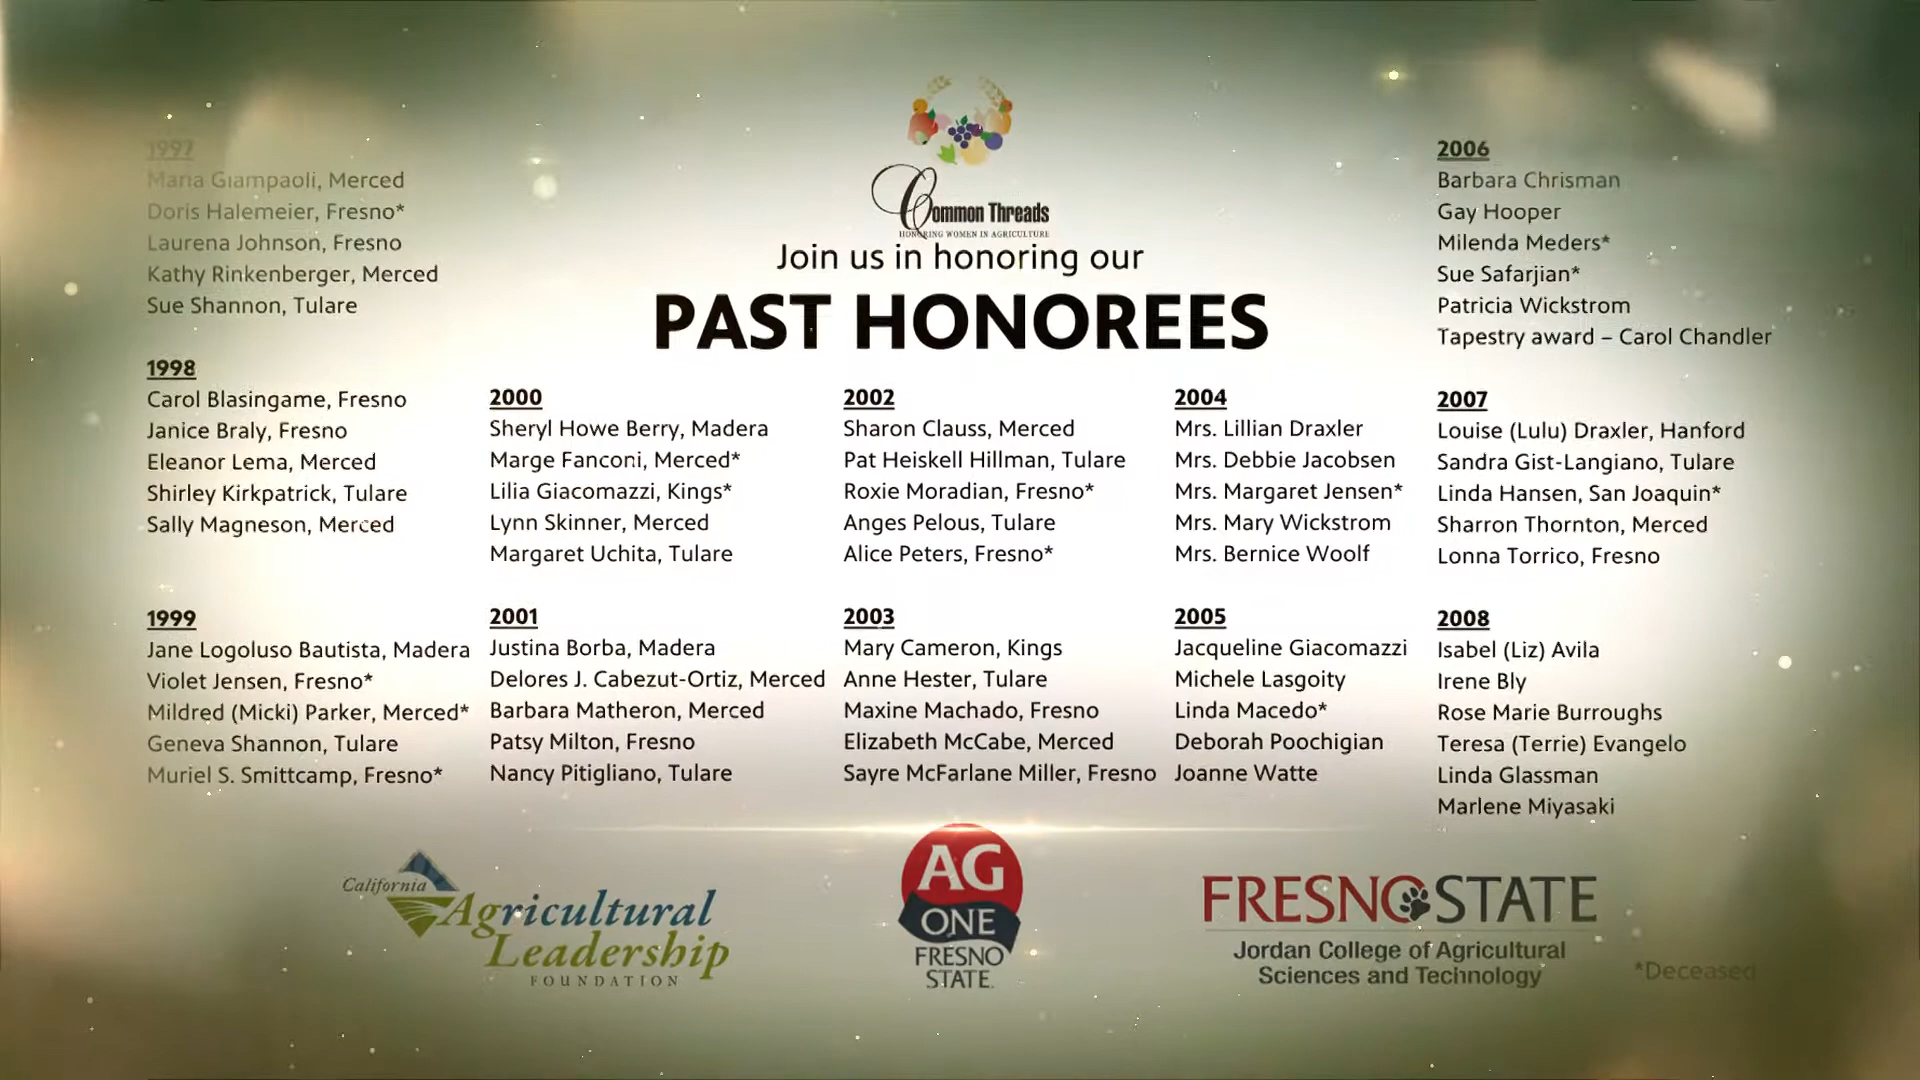 Common Threads
HONORING WOMEN IN AGRICULTURE
Join us in honoring our
PAST HONOREES
1997
Maria Giampaoli, Merced
Doris Halemeier, Fresno*
Laurena Johnson, Fresno
Kathy Rinkenberger, Merced
Sue Shannon, Tulare
1998
Carol Blasingame, Fresno
Janice Braly, Fresno
Eleanor Lema, Merced
Shirley Kirkpatrick, Tulare
Sally Magneson, Merced
1999
Jane Logoluso Bautista, Madera
Violet Jensen, Fresno*
Mildred (Micki) Parker, Merced*
Geneva Shannon, Tulare
Muriel S. Smittcamp, Fresno*
2000
Sheryl Howe Berry, Madera
Marge Fanconi, Merced*
Lilia Giacomazzi, Kings*
Lynn Skinner, Merced
Margaret Uchita, Tulare
2001
Justina Borba, Madera
Delores J. Cabezut-Ortiz, Merced
Barbara Matheron, Merced
Patsy Milton, Fresno
Nancy Pitigliano, Tulare
2002
Sharon Clauss, Merced
Pat Heiskell Hillman, Tulare
Roxie Moradian, Fresno*
Anges Pelous, Tulare
Alice Peters, Fresno*
2003
Mary Cameron, Kings
Anne Hester, Tulare
Maxine Machado, Fresno
Elizabeth McCabe, Merced
Sayre McFarlane Miller, Fresno
2004
Mrs. Lillian Draxler
Mrs. Debbie Jacobsen
Mrs. Margaret Jensen*
Mrs. Mary Wickstrom
Mrs. Bernice Woolf
2005
Jacqueline Giacomazzi
Michele Lasgoity
Linda Macedo*
Deborah Poochigian
Joanne Watte
2006
Barbara Chrisman
Gay Hooper
Milenda Meders*
Sue Safarjian*
Patricia Wickstrom
Tapestry award – Carol Chandler
2007
Louise (Lulu) Draxler, Hanford
Sandra Gist-Langiano, Tulare
Linda Hansen, San Joaquin*
Sharron Thornton, Merced
Lonna Torrico, Fresno
2008
Isabel (Liz) Avila
Irene Bly
Rose Marie Burroughs
Teresa (Terrie) Evangelo
Linda Glassman
Marlene Miyasaki
California
Agricultural
Leadership
FOUNDATION
AG
ONE
FRESNO
STATE.
FRESNO STATE
Jordan College of Agricultural
Sciences and Technology
*Deceased